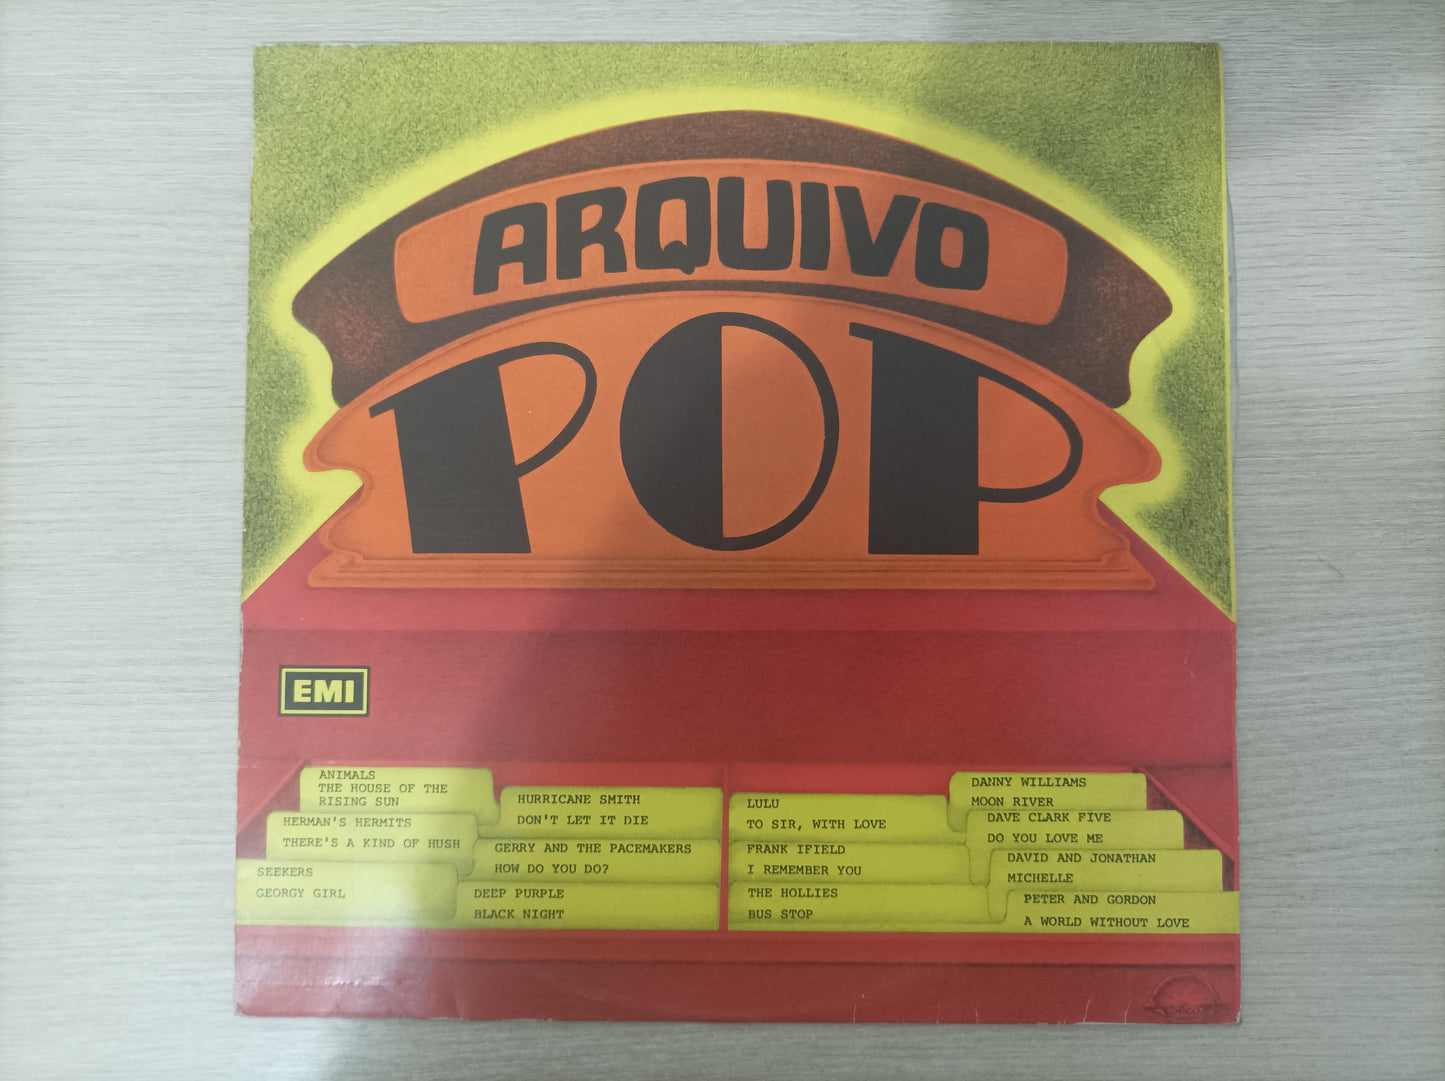 ARQUIVO
POP
EMI
ANIMALS
THE HOUSE OF THE
RISING SUN
HERMAN'S HERMITS
THERE'S A KIND OF HUSH
SEEKERS
GEORGY GIRL
HURRICANE SMITH
DON'T LET IT DIE
GERRY AND THE PACEMAKERS
HOW DO YOU DO?
DEEP PURPLE
BLACK NIGHT
LULU
TO SIR, WITH LOVE
FRANK IFIELD
I REMEMBER YOU
THE HOLLIES
BUS STOP
DANNY WILLIAMS
MOON RIVER
DAVE CLARK FIVE
DO YOU LOVE ME
DAVID AND JONATHAN
MICHELLE
PETER AND GORDON
A WORLD WITHOUT LOVE